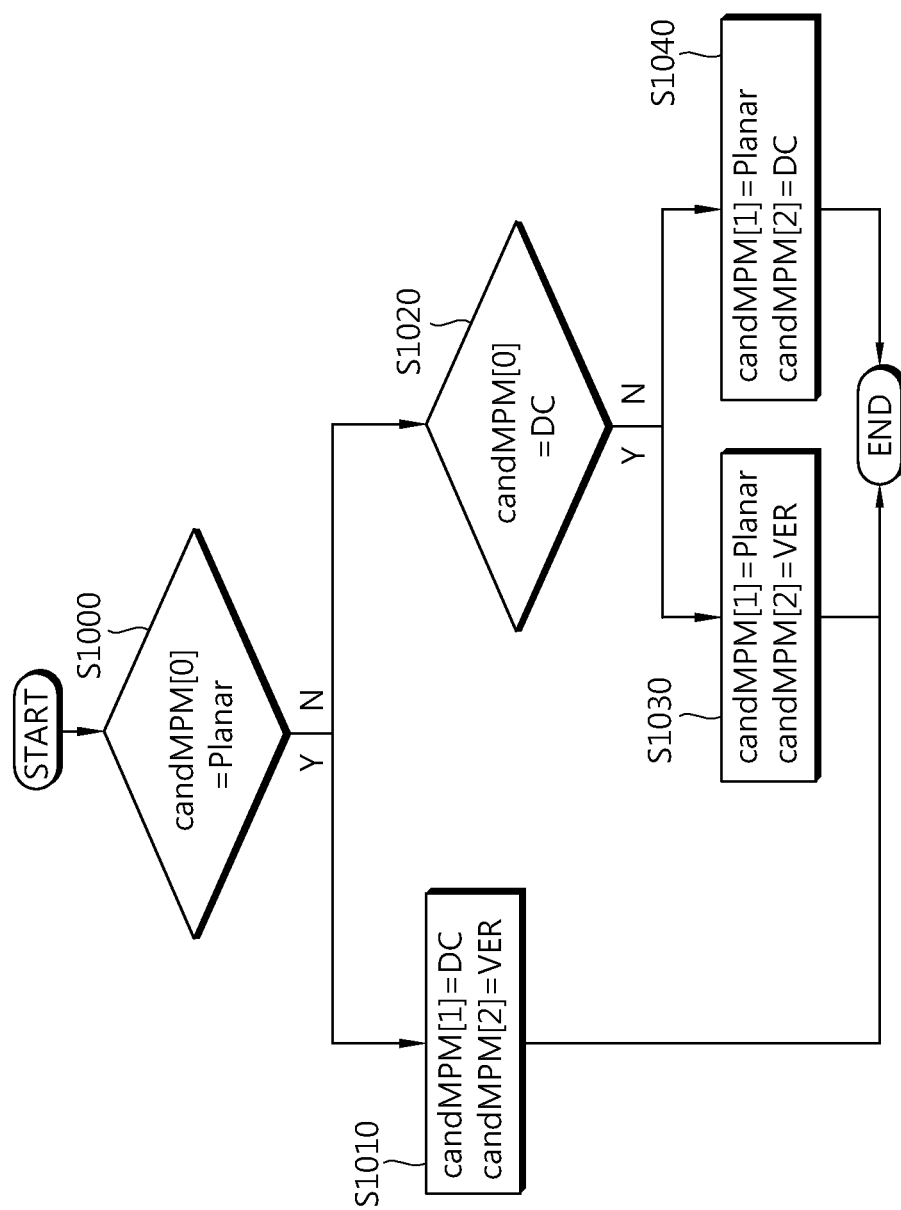 START
S1000
candMPM[0]
=Planar
Y
N
S1010
candMPM[1]=DC
candMPM[2]=VER
S1020
candMPM[0]
=DC
Y
N
S1030
candMPM[1]=Planar
candMPM[2]=VER
S1040
candMPM[1]=Planar
candMPM[2]=DC
END